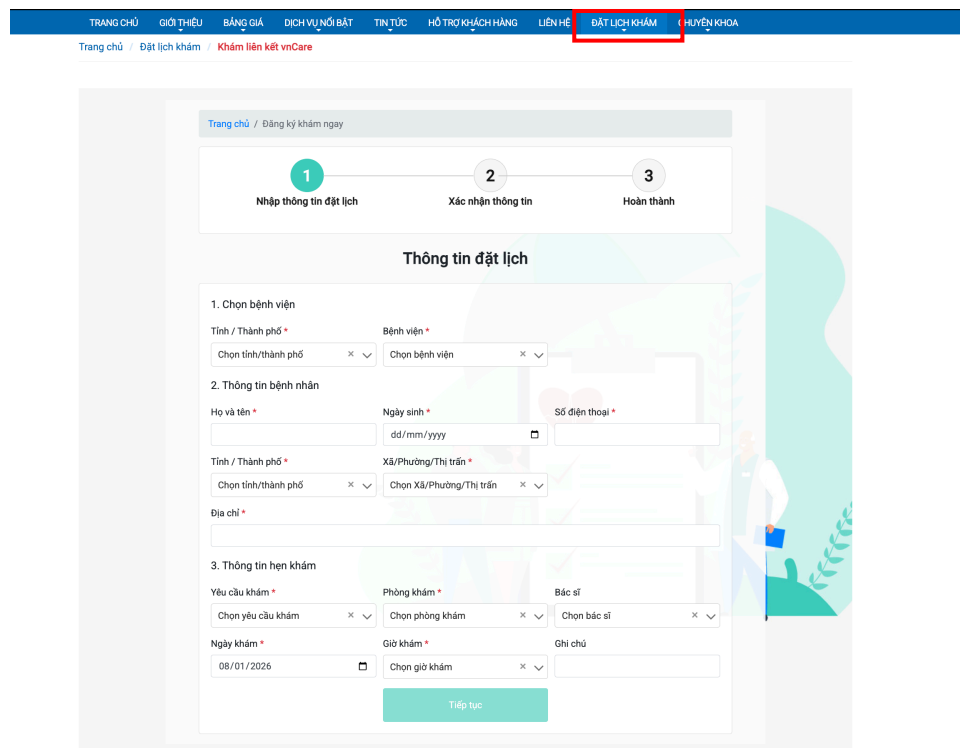 TRANG CHỦ GIỚI THIỆU BẢNG GIÁ DỊCH VỤ NỔI BẬT TIN TỨC HỖ TRỢ KHÁCH HÀNG LIÊN HỆ ĐẶT LỊCH KHÁM CHUYÊN KHOA
Trang chủ / Đặt lịch khám / Khám liên kết vnCare
Trang chủ / Đăng ký khám ngay
1 2 3
Nhập thông tin đặt lịch Xác nhận thông tin Hoàn thành
Thông tin đặt lịch
1. Chọn bệnh viện
Tỉnh / Thành phố * Bệnh viện *
Chọn tỉnh/thành phố × Chọn bệnh viện ×
2. Thông tin bệnh nhân
Họ và tên * Ngày sinh * Số điện thoại *
dd/mm/yyyy
Tỉnh / Thành phố * Xã/Phường/Thị trấn *
Chọn tỉnh/thành phố × Chọn Xã/Phường/Thị trấn ×
Địa chỉ *
3. Thông tin hẹn khám
Yêu cầu khám * Phòng khám * Bác sĩ
Chọn yêu cầu khám × Chọn phòng khám × Chọn bác sĩ ×
Ngày khám * Giờ khám * Ghi chú
08/01/2026 Chọn giờ khám ×
Tiếp tục